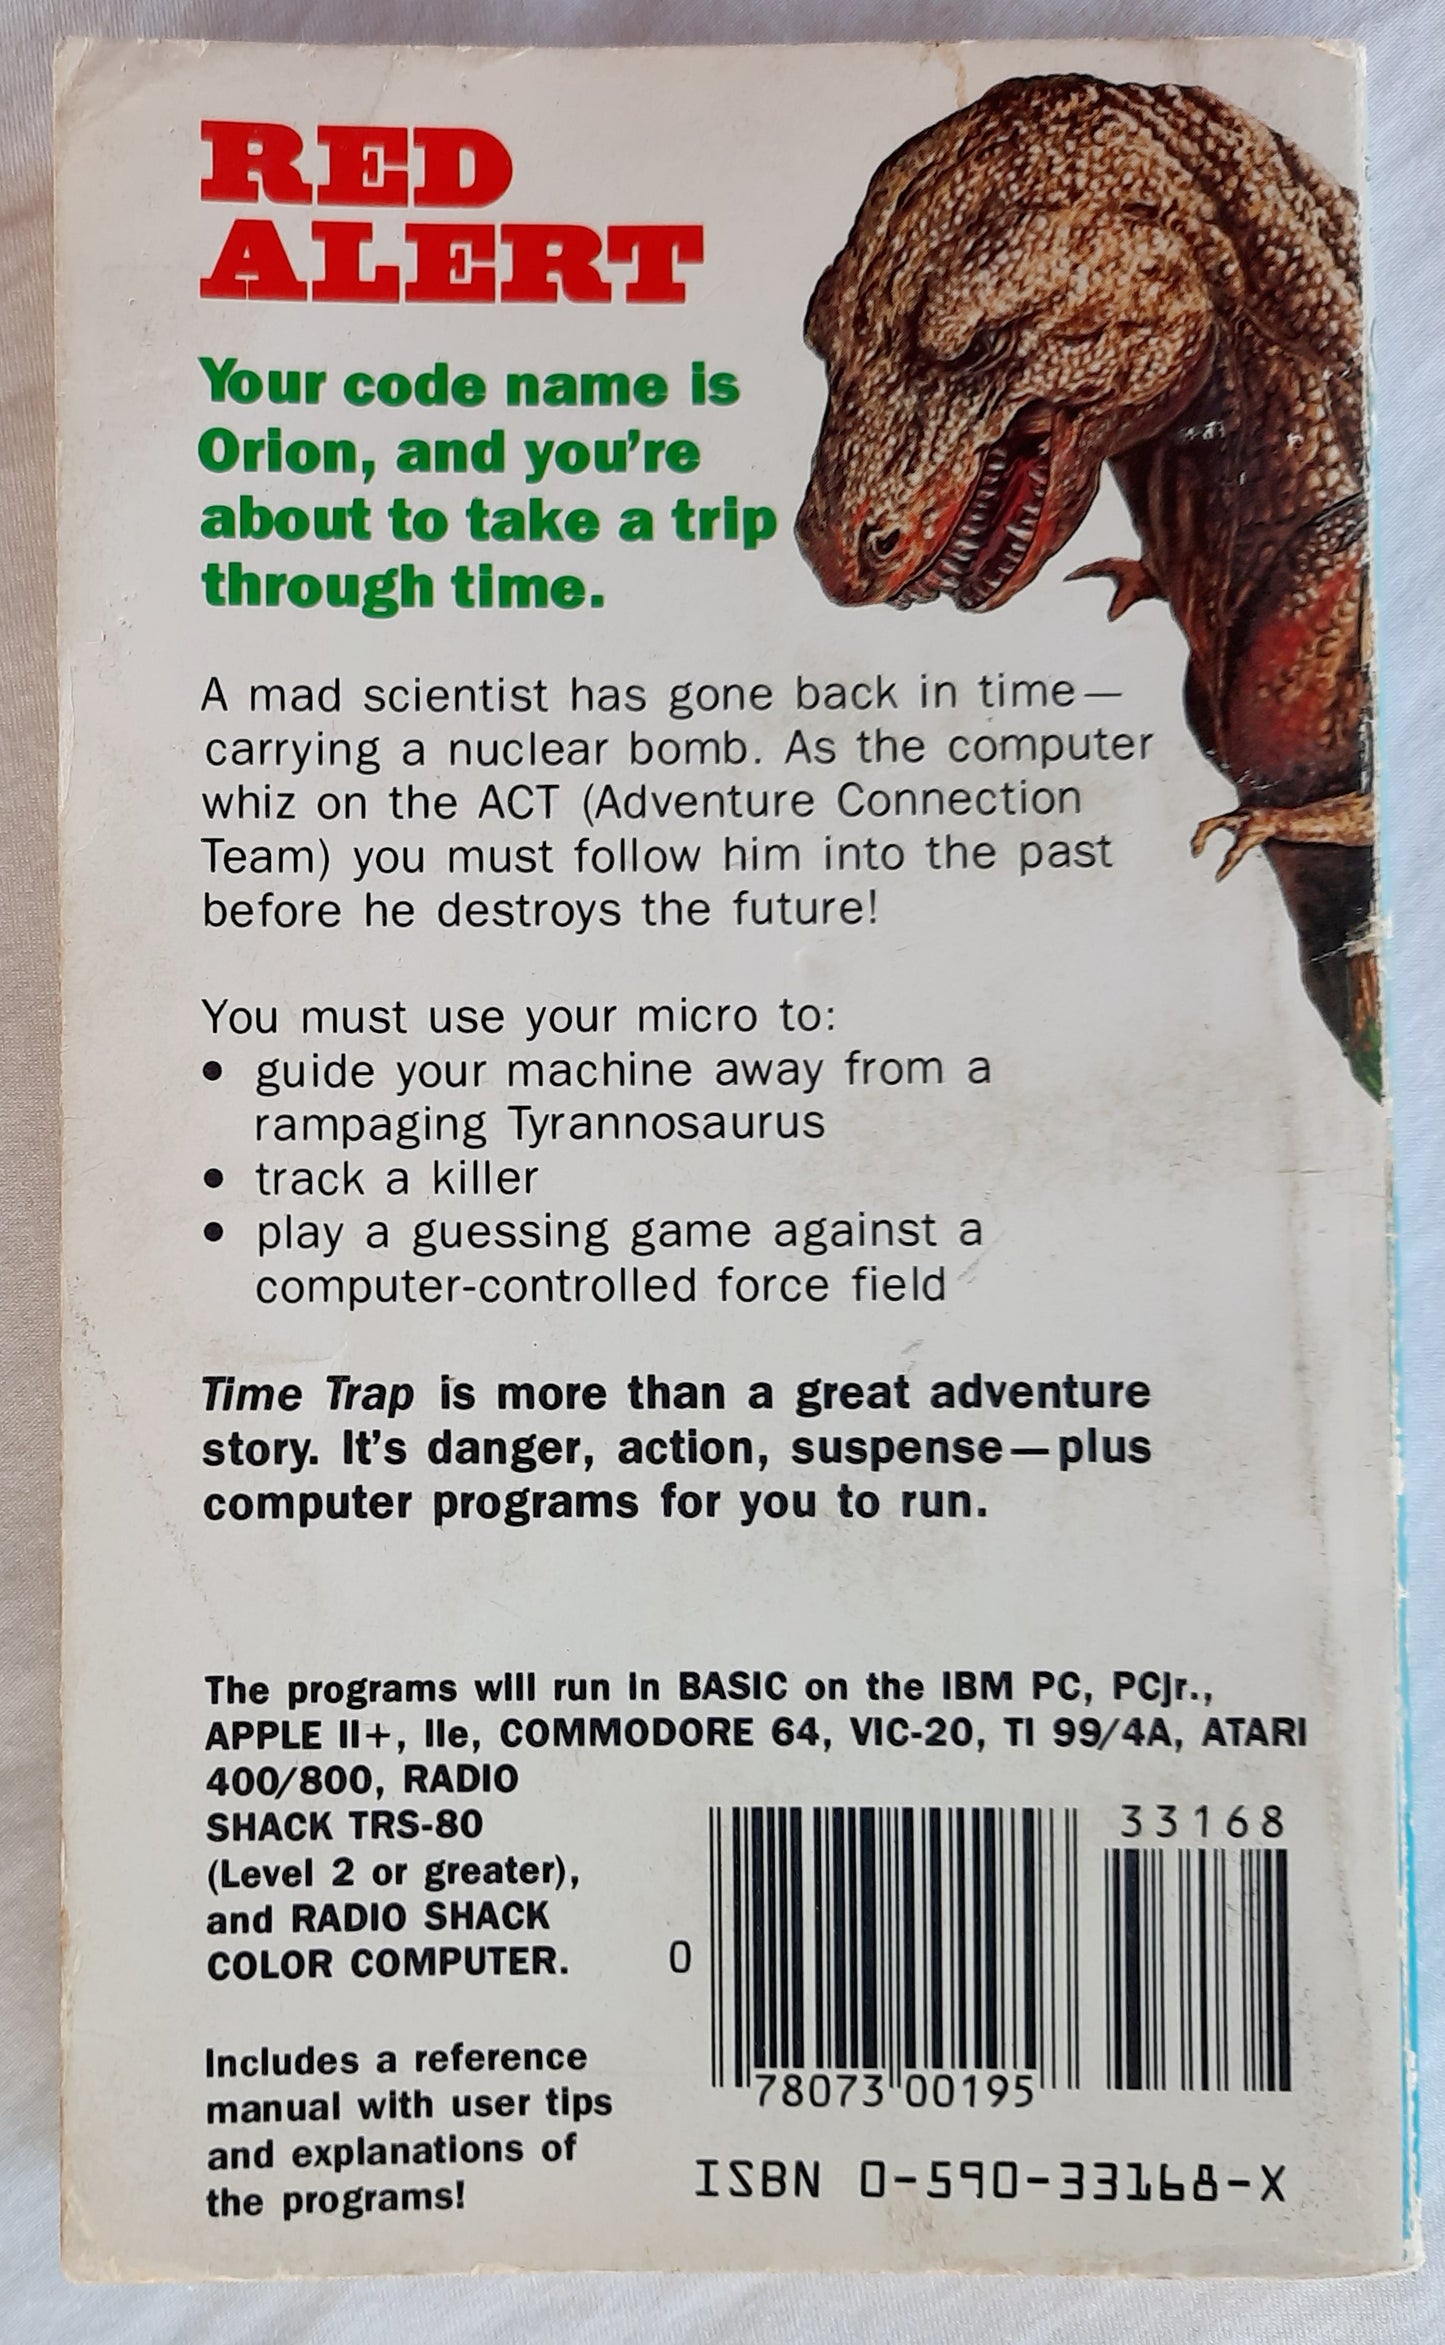 RED
ALERT
Your code name is
Orion, and you're
about to take a trip
through time.
A mad scientist has gone back in time—
carrying a nuclear bomb. As the computer
whiz on the ACT (Adventure Connection
Team) you must follow him into the past
before he destroys the future!
You must use your micro to:
• guide your machine away from a
rampaging Tyrannosaurus
• track a killer
• play a guessing game against a
computer-controlled force field
Time Trap is more than a great adventure
story. It's danger, action, suspense—plus
computer programs for you to run.
The programs will run in BASIC on the IBM PC, PCjr.,
APPLE II+, IIe, COMMODORE 64, VIC-20, TI 99/4A, ATARI
400/800, RADIO
SHACK TRS-80
(Level 2 or greater),
and RADIO SHACK
COLOR COMPUTER.
Includes a reference
manual with user tips
and explanations of
the programs!
33168
0
78073 00195
ISBN 0-590-33168-X